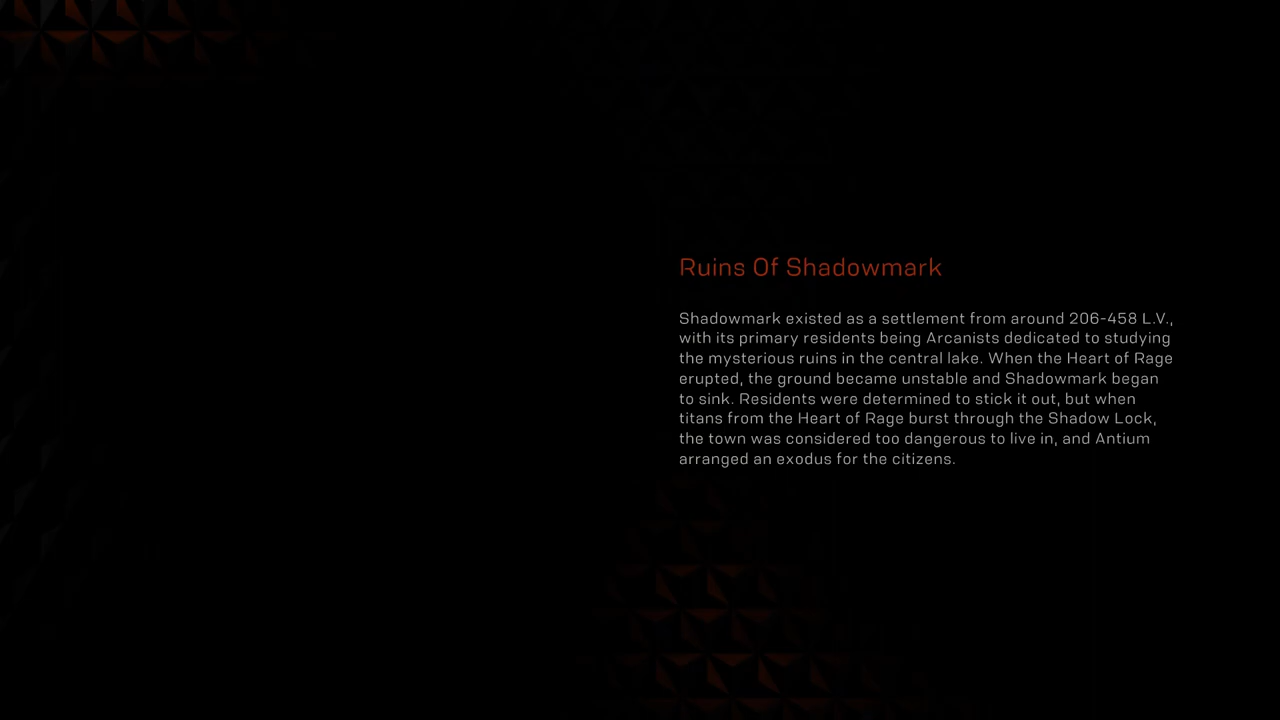 Ruins Of Shadowmark
Shadowmark existed as a settlement from around 206-458 L.V.,
with its primary residents being Arcanists dedicated to studying
the mysterious ruins in the central lake. When the Heart of Rage
erupted, the ground became unstable and Shadowmark began
to sink. Residents were determined to stick it out, but when
titans from the Heart of Rage burst through the Shadow Lock,
the town was considered too dangerous to live in, and Antium
arranged an exodus for the citizens.